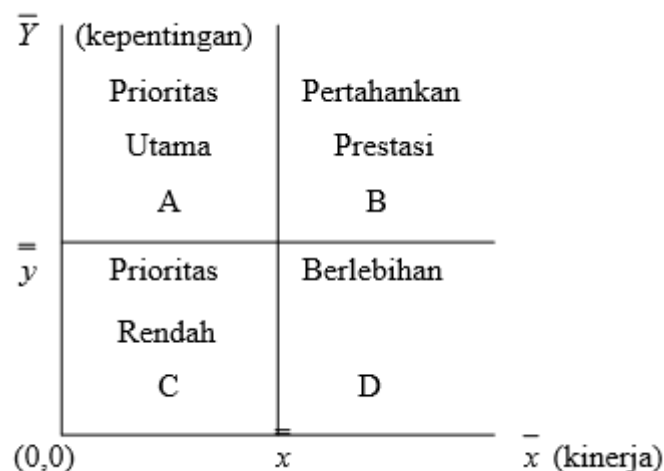 Y̅ (kepentingan)
Prioritas Pertahankan
Utama Prestasi
A B
y̿
Prioritas Berlebihan
Rendah
C D
(0,0) x̿ x̅ (kinerja)